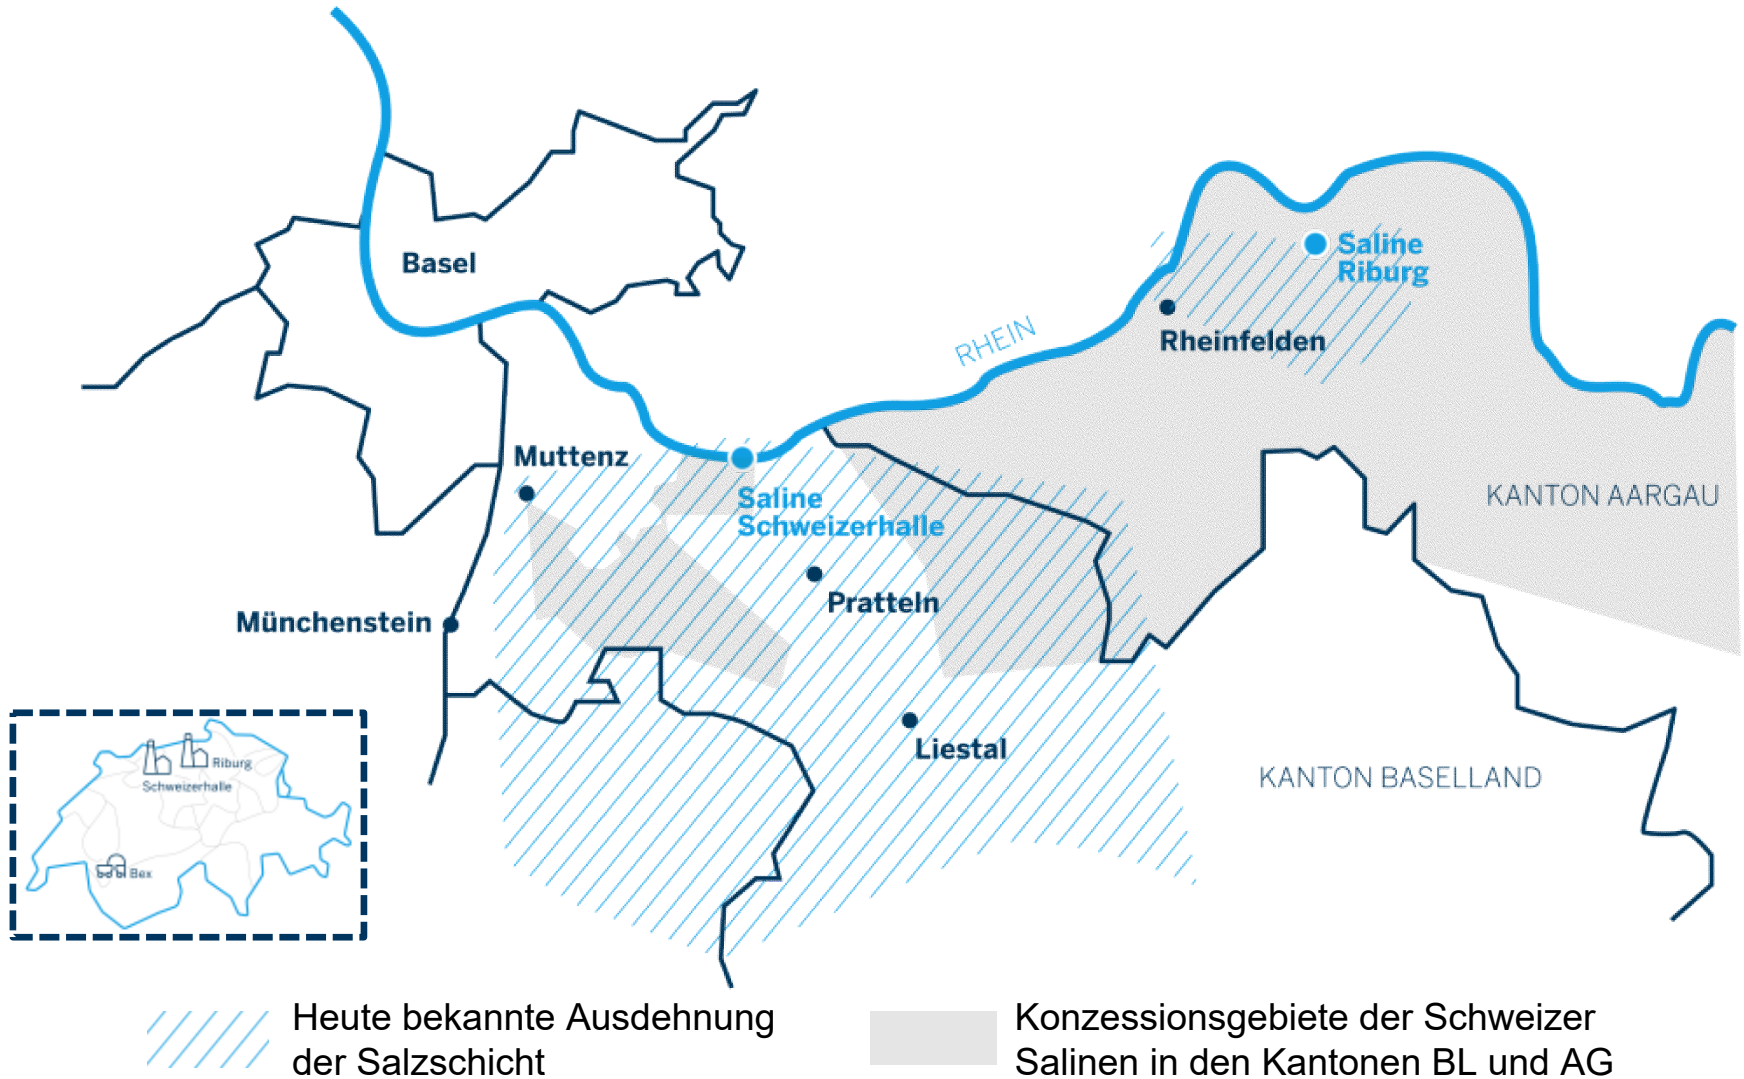 Basel
Saline
Riburg
RHEIN
Rheinfelden
Muttenz
Saline
Schweizerhalle
KANTON AARGAU
Pratteln
Münchenstein
Liestal
KANTON BASELLAND
Riburg
Schweizerhalle
Bex
Heute bekannte Ausdehnung
der Salzschicht
Konzessionsgebiete der Schweizer
Salinen in den Kantonen BL und AG